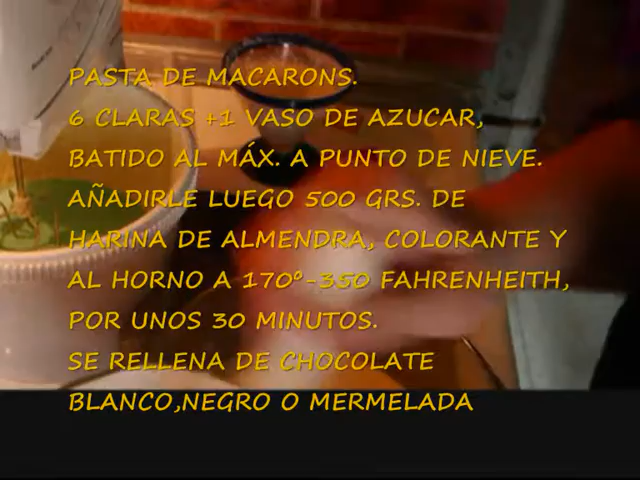 PASTA DE MACARONS.
6 CLARAS +1 VASO DE AZUCAR,
BATIDO AL MÁX. A PUNTO DE NIEVE.
AÑADIRLE LUEGO 500 GRS. DE
HARINA DE ALMENDRA, COLORANTE Y
AL HORNO A 170º-350 FAHRENHEITH,
POR UNOS 30 MINUTOS.
SE RELLENA DE CHOCOLATE
BLANCO,NEGRO O MERMELADA